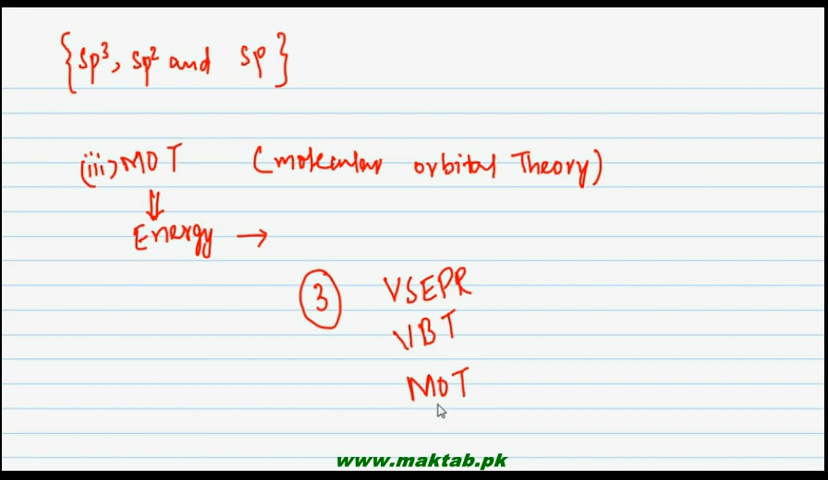 {sp³, sp² and sp}
(iii) MOT (molecular orbital Theory)
⇓
Energy →
③ VSEPR
VBT
MOT
www.maktab.pk